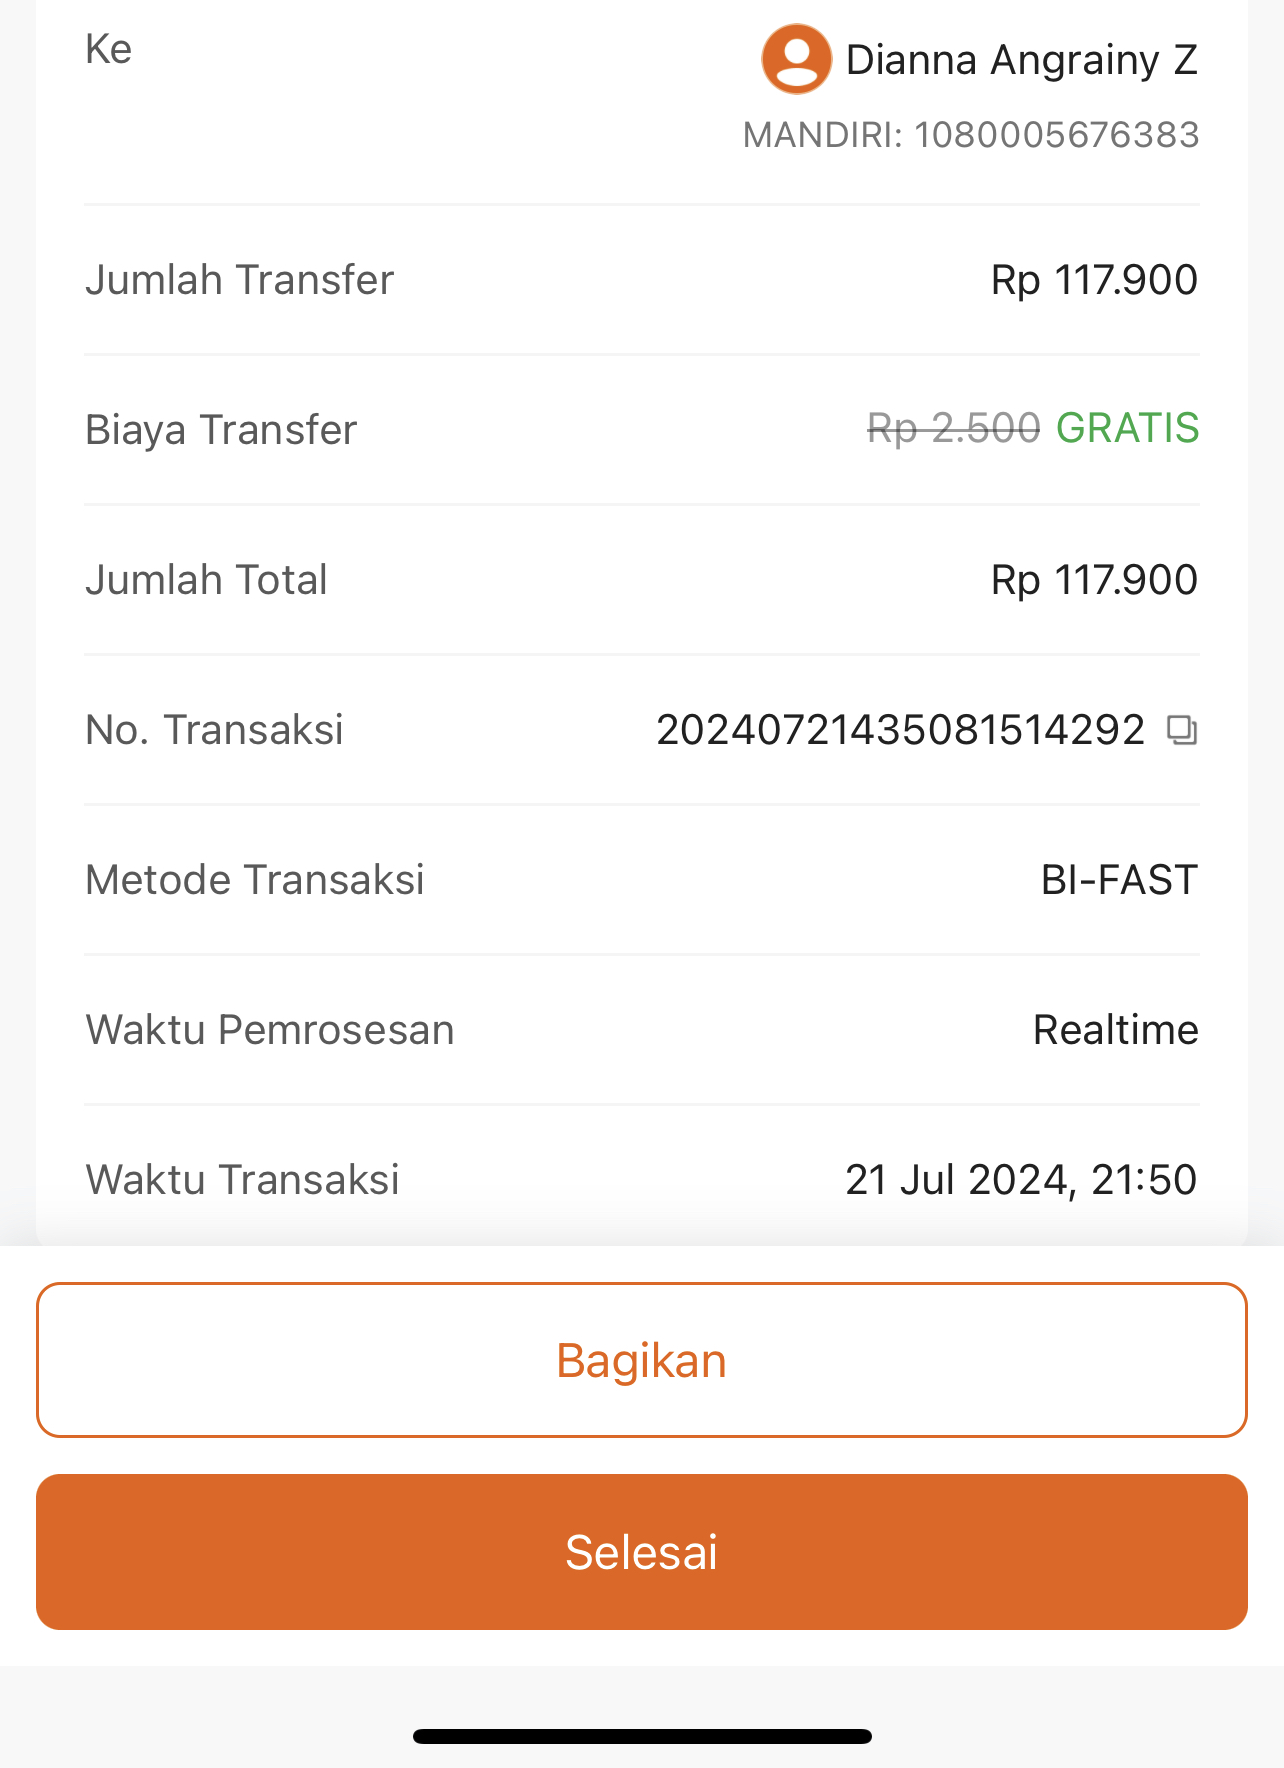 Ke
Dianna Angrainy Z
MANDIRI: 1080005676383
Jumlah Transfer Rp 117.900
Biaya Transfer Rp 2.500 GRATIS
Jumlah Total Rp 117.900
No. Transaksi 20240721435081514292
Metode Transaksi BI-FAST
Waktu Pemrosesan Realtime
Waktu Transaksi 21 Jul 2024, 21:50
Bagikan
Selesai